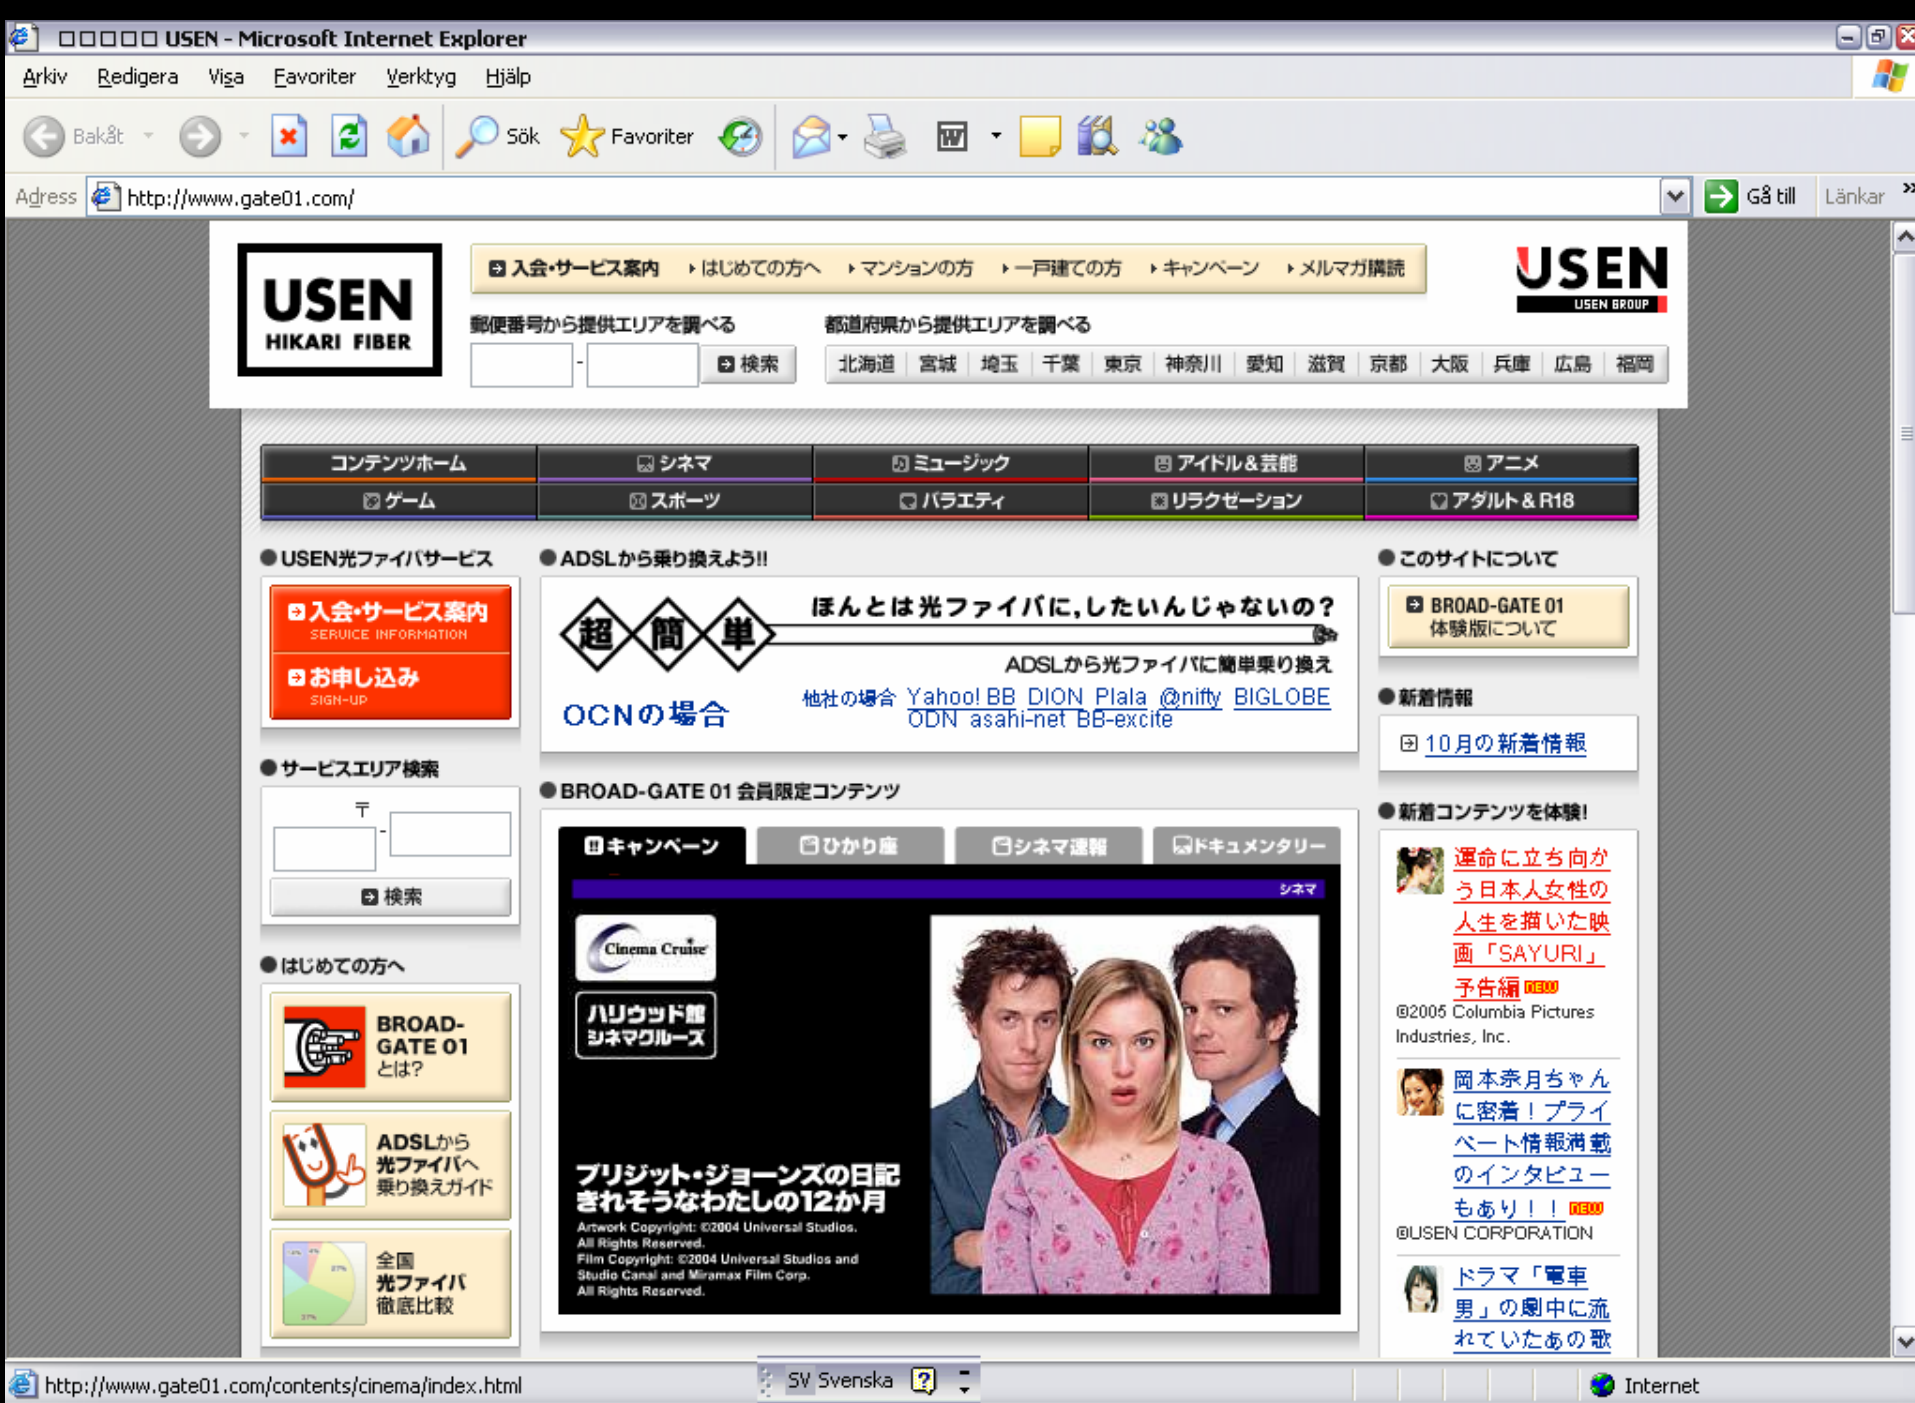 USEN - Microsoft Internet Explorer
Arkiv Redigera Visa Favoriter Verktyg Hjälp
Bakåt Sök Favoriter
Adress http://www.gate01.com/ Gå till Länkar »
USEN
HIKARI FIBER
入会・サービス案内 はじめての方へ マンションの方 一戸建ての方 キャンペーン メルマガ購読
USEN
USEN GROUP
郵便番号から提供エリアを調べる
- 検索
都道府県から提供エリアを調べる
北海道 宮城 埼玉 千葉 東京 神奈川 愛知 滋賀 京都 大阪 兵庫 広島 福岡
コンテンツホーム シネマ ミュージック アイドル&芸能 アニメ
ゲーム スポーツ バラエティ リラクゼーション アダルト&R18
●USEN光ファイバサービス
入会・サービス案内
SERVICE INFORMATION
お申し込み
SIGN-UP
●サービスエリア検索
〒
-
検索
●はじめての方へ
BROAD-
GATE 01
とは?
ADSLから
光ファイバへ
乗り換えガイド
全国
光ファイバ
徹底比較
●ADSLから乗り換えよう!!
超簡単
ほんとは光ファイバに,したいんじゃないの?
ADSLから光ファイバに簡単乗り換え
OCNの場合
他社の場合 Yahoo! BB DION Plala @nifty BIGLOBE
ODN asahi-net BB-excite
●BROAD-GATE 01 会員限定コンテンツ
キャンペーン ひかり座 シネマ速報 ドキュメンタリー
シネマ
Cinema Cruise
ハリウッド館
シネマクルーズ
ブリジット・ジョーンズの日記
きれそうなわたしの12か月
Artwork Copyright: ©2004 Universal Studios.
All Rights Reserved.
Film Copyright: ©2004 Universal Studios and
Studio Canal and Miramax Film Corp.
All Rights Reserved.
●このサイトについて
BROAD-GATE 01
体験版について
●新着情報
10月の新着情報
●新着コンテンツを体験!
運命に立ち向か
う日本人女性の
人生を描いた映
画「SAYURI」
予告編 NEW
©2005 Columbia Pictures
Industries, Inc.
岡本奈月ちゃん
に密着！プライ
ベート情報満載
のインタビュー
もあり！！ NEW
©USEN CORPORATION
ドラマ「電車
男」の劇中に流
れていたあの歌
http://www.gate01.com/contents/cinema/index.html
SV Svenska
Internet